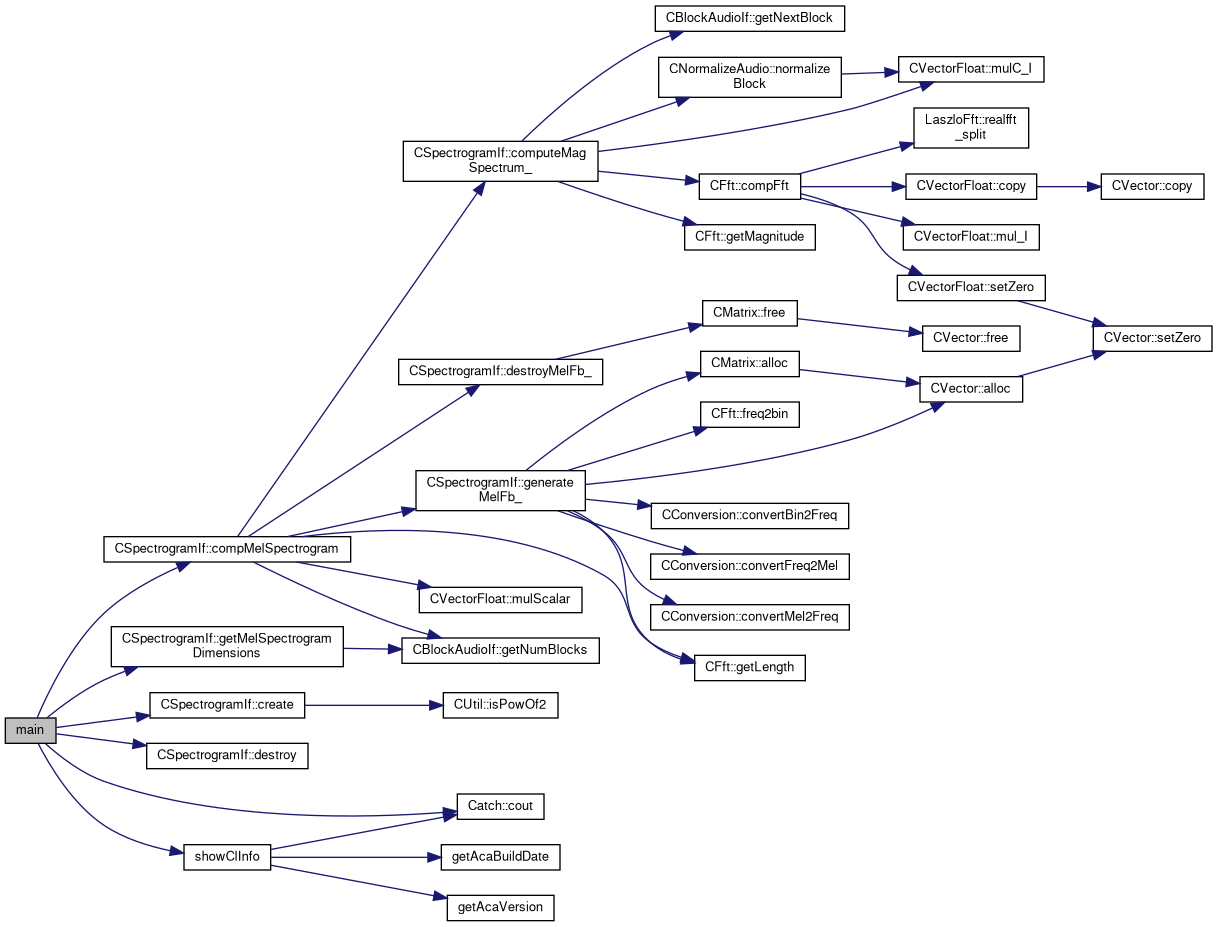 CBlockAudioIf::getNextBlock
CNormalizeAudio::normalize
Block
CVectorFloat::mulC_I
LaszloFft::realfft
_split
CSpectrogramIf::computeMag
Spectrum_
CFft::compFft
CVectorFloat::copy
CVector::copy
CFft::getMagnitude
CVectorFloat::mul_I
CVectorFloat::setZero
CMatrix::free
CVector::free
CVector::setZero
CSpectrogramIf::destroyMelFb_
CMatrix::alloc
CVector::alloc
CFft::freq2bin
CSpectrogramIf::generate
MelFb_
CConversion::convertBin2Freq
CSpectrogramIf::compMelSpectrogram
CConversion::convertFreq2Mel
CVectorFloat::mulScalar
CConversion::convertMel2Freq
CSpectrogramIf::getMelSpectrogram
Dimensions
CBlockAudioIf::getNumBlocks
CFft::getLength
CSpectrogramIf::create
CUtil::isPowOf2
main
CSpectrogramIf::destroy
Catch::cout
showClInfo
getAcaBuildDate
getAcaVersion